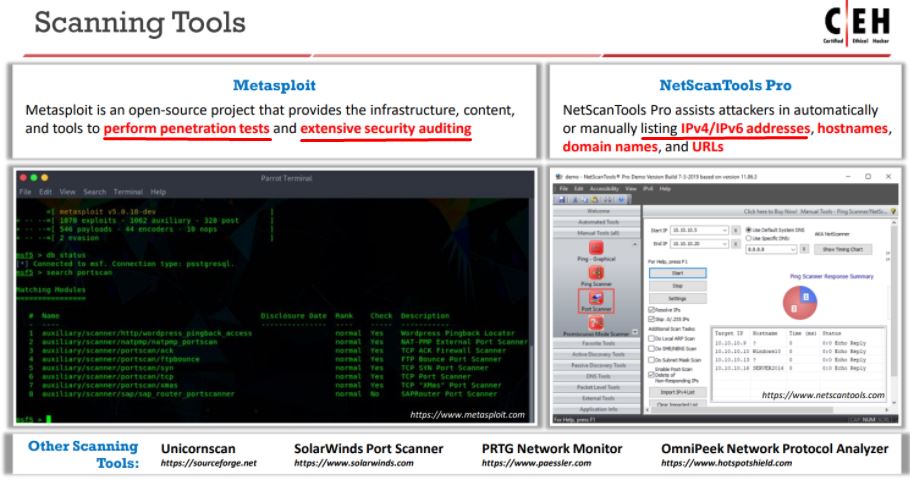 Scanning Tools
CEH
Certified Ethical Hacker
Metasploit
Metasploit is an open-source project that provides the infrastructure, content,
and tools to perform penetration tests and extensive security auditing
NetScanTools Pro
NetScanTools Pro assists attackers in automatically
or manually listing IPv4/IPv6 addresses, hostnames,
domain names, and URLs
Parrot Terminal
File Edit View Search Terminal Help
=[ metasploit v5.0.18-dev ]
+ -- --=[ 1878 exploits - 1062 auxiliary - 328 post ]
+ -- --=[ 546 payloads - 44 encoders - 10 nops ]
+ -- --=[ 2 evasion ]
msf5 > db_status
[*] Connected to msf. Connection type: postgresql.
msf5 > search portscan
Matching Modules
================
# Name Disclosure Date Rank Check Description
1 auxiliary/scanner/http/wordpress_pingback_access normal Yes Wordpress Pingback Locator
2 auxiliary/scanner/natpmp/natpmp_portscan normal Yes NAT-PMP External Port Scanner
3 auxiliary/scanner/portscan/ack normal Yes TCP ACK Firewall Scanner
4 auxiliary/scanner/portscan/ftpbounce normal Yes FTP Bounce Port Scanner
5 auxiliary/scanner/portscan/syn normal Yes TCP SYN Port Scanner
6 auxiliary/scanner/portscan/tcp normal Yes TCP Port Scanner
7 auxiliary/scanner/portscan/xmas normal Yes TCP "XMas" Port Scanner
8 auxiliary/scanner/sap/sap_router_portscanner normal No SAPRouter Port Scanner
msf5 >
https://www.metasploit.com
demo - NetScanTools® Pro Demo Version Build 7-3-2019 based on version 11.86.3
File Edit Accessibility View IPv6 Help
Welcome
Automated Tools
Manual Tools (all)
Ping - Graphical
Ping Scanner
Port Scanner
Promiscuous Mode Scanner
Favorite Tools
Active Discovery Tools
Passive Discovery Tools
DNS Tools
Packet Level Tools
External Tools
Application Info
For Help, press F1
Click here to Buy Now! Manual Tools - Ping Scanner/NetSc...
Start IP 10.10.10.5 X
End IP 10.10.10.20 X
Use Default System DNS
Use Specific DNS:
0.0.0.0 X
AKA NetScanner
Show Timing Chart
For Help, press F1
Start
Stop
Settings
Resolve IPs
Skip .0/.255 IPs
Additional Scan Tasks:
Do Local ARP Scan
Do SMB/NBNS Scan
Do Subnet Mask Scan
Enable Post-Scan
Delete of
Non-Responding IPs
Import IPv4 List
Clear Imported List
Ping Scanner Response Summary
Target IP Hostname Time (ms) Status
10.10.10.9 ? 0 0:0 Echo Reply
10.10.10.10 Windows10 0 0:0 Echo Reply
10.10.10.13 ? 0 0:0 Echo Reply
10.10.10.16 SERVER2016 0 0:0 Echo Reply
https://www.netscantools.com
CAP NUM
Other Scanning
Tools:
Unicornscan
https://sourceforge.net
SolarWinds Port Scanner
https://www.solarwinds.com
PRTG Network Monitor
https://www.paessler.com
OmniPeek Network Protocol Analyzer
https://www.hotspotshield.com